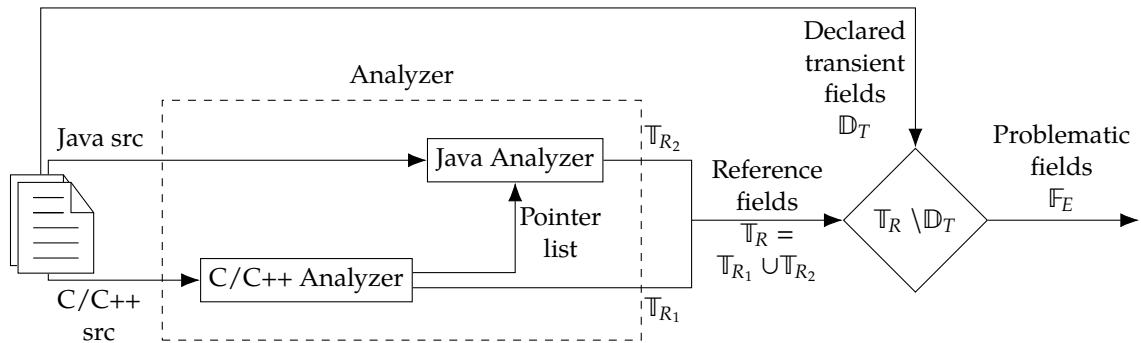 Declared
transient
fields
𝔻_T
Analyzer
Java src
𝕋_{R_2}
Java Analyzer
Problematic
fields
𝔽_E
Reference
fields
𝕋_R =
𝕋_{R_1} ∪𝕋_{R_2}
𝕋_R \𝔻_T
Pointer
list
C/C++ Analyzer
C/C++
src
𝕋_{R_1}